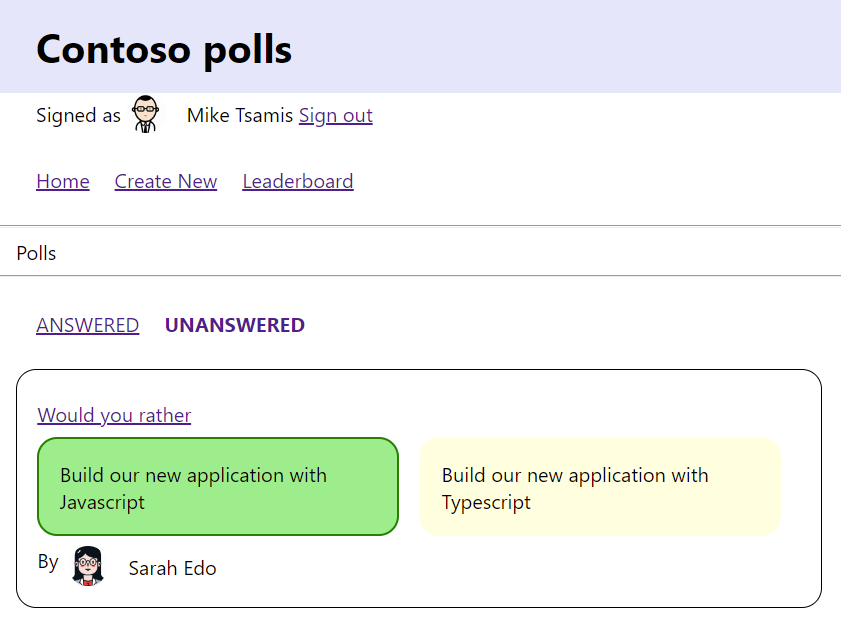 Contoso polls
Signed as Mike Tsamis Sign out
Home Create New Leaderboard
Polls
ANSWERED UNANSWERED
Would you rather
Build our new application with
Javascript
Build our new application with
Typescript
By Sarah Edo